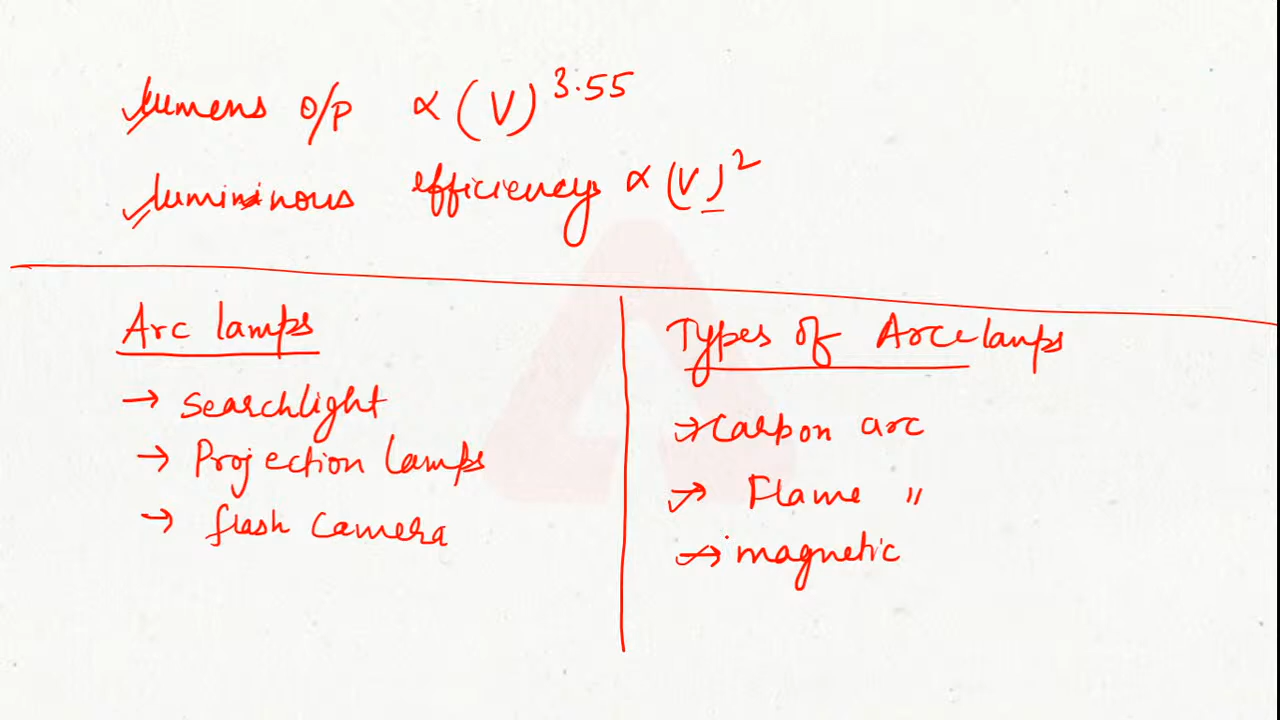 lumens o/p ∝ (V)^3.55
luminious efficiency ∝ (V)^2
Arc lamps
→ Searchlight
→ Projection lamps
→ flash camera
Types of Arc lamps
→ Carbon arc
→ Flame "
→ magnetic